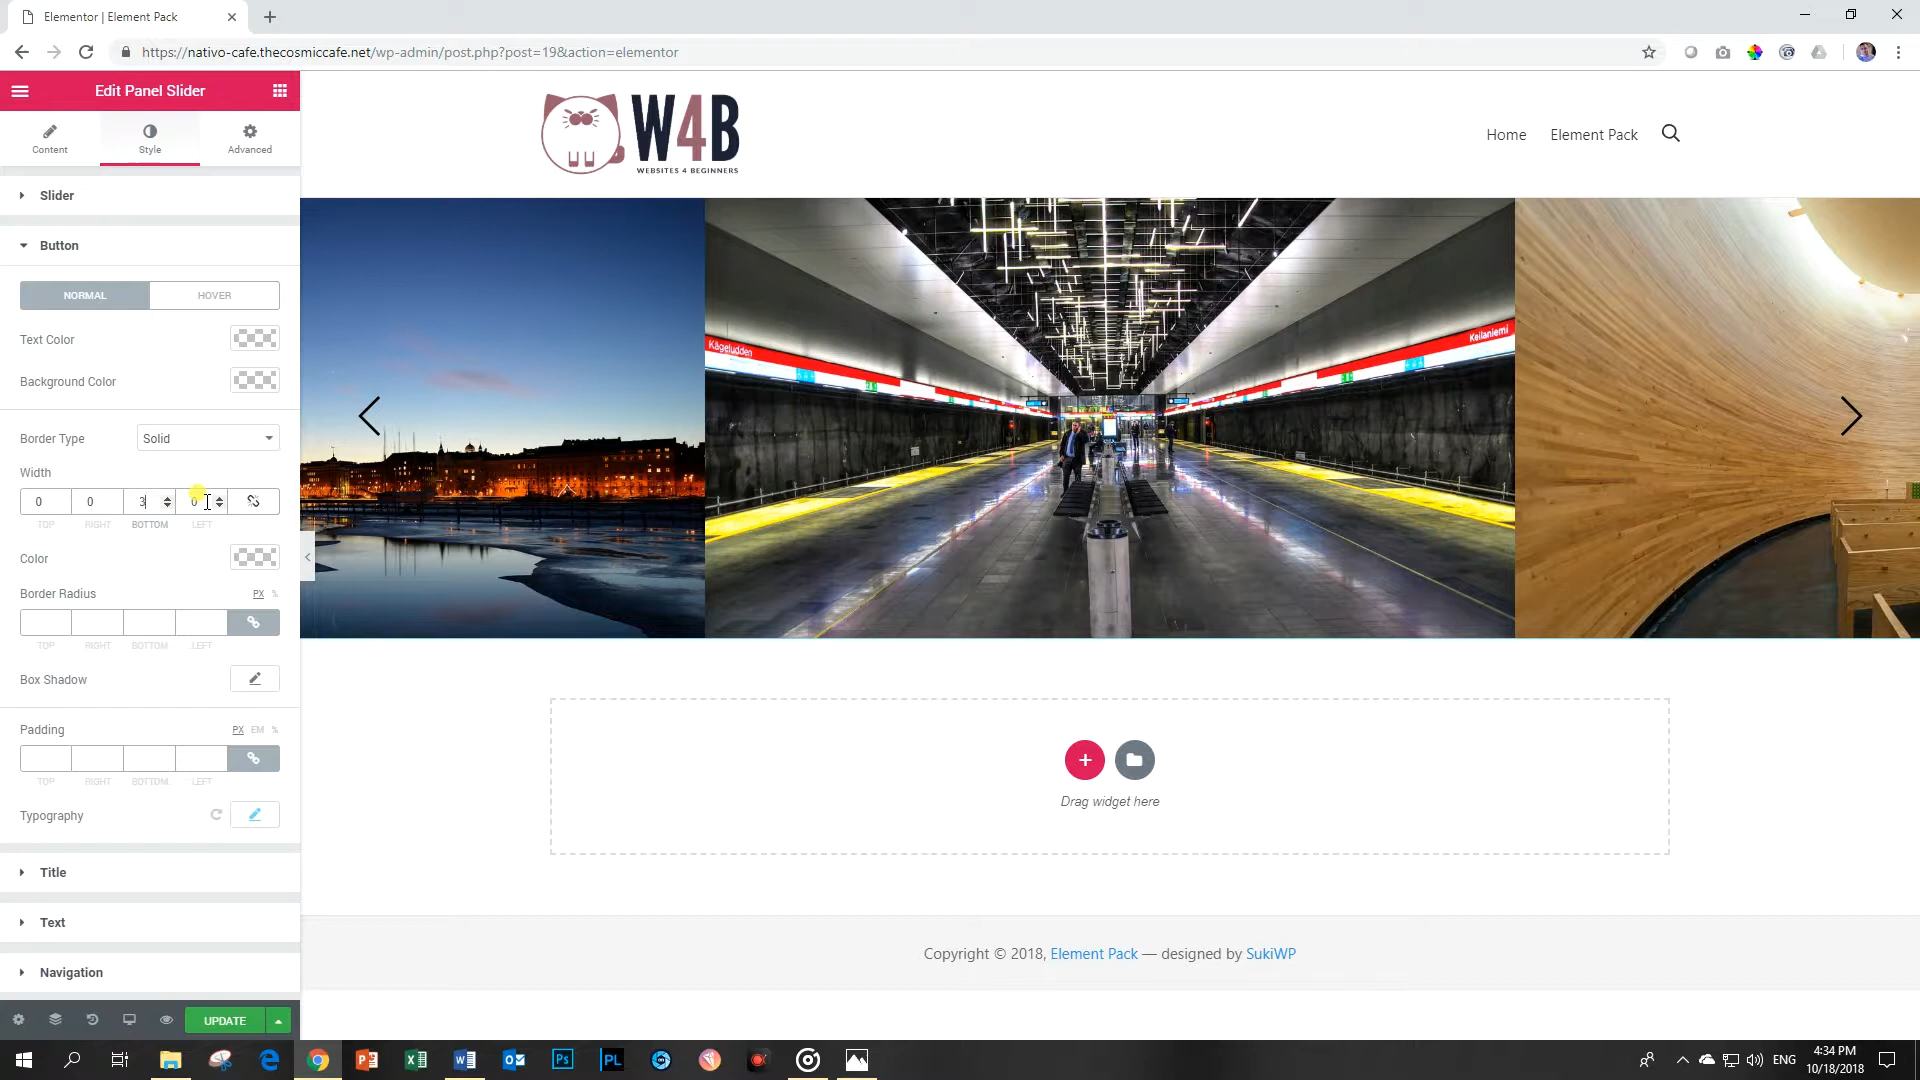 Elementor | Element Pack
https://nativo-cafe.thecosmiccafe.net/wp-admin/post.php?post=19&action=elementor
Edit Panel Slider
Content
Style
Advanced
Slider
Button
NORMAL
HOVER
Text Color
Background Color
Border Type
Solid
Width
0
0
3
0
TOP
RIGHT
BOTTOM
LEFT
Color
Border Radius
PX
%
TOP
RIGHT
BOTTOM
LEFT
Box Shadow
Padding
PX
EM
%
TOP
RIGHT
BOTTOM
LEFT
Typography
Title
Text
Navigation
UPDATE
W4B
WEBSITES 4 BEGINNERS
Home
Element Pack
Kägeludden
Keilaniemi
Drag widget here
Copyright © 2018, Element Pack — designed by SukiWP
ENG
4:34 PM
10/18/2018